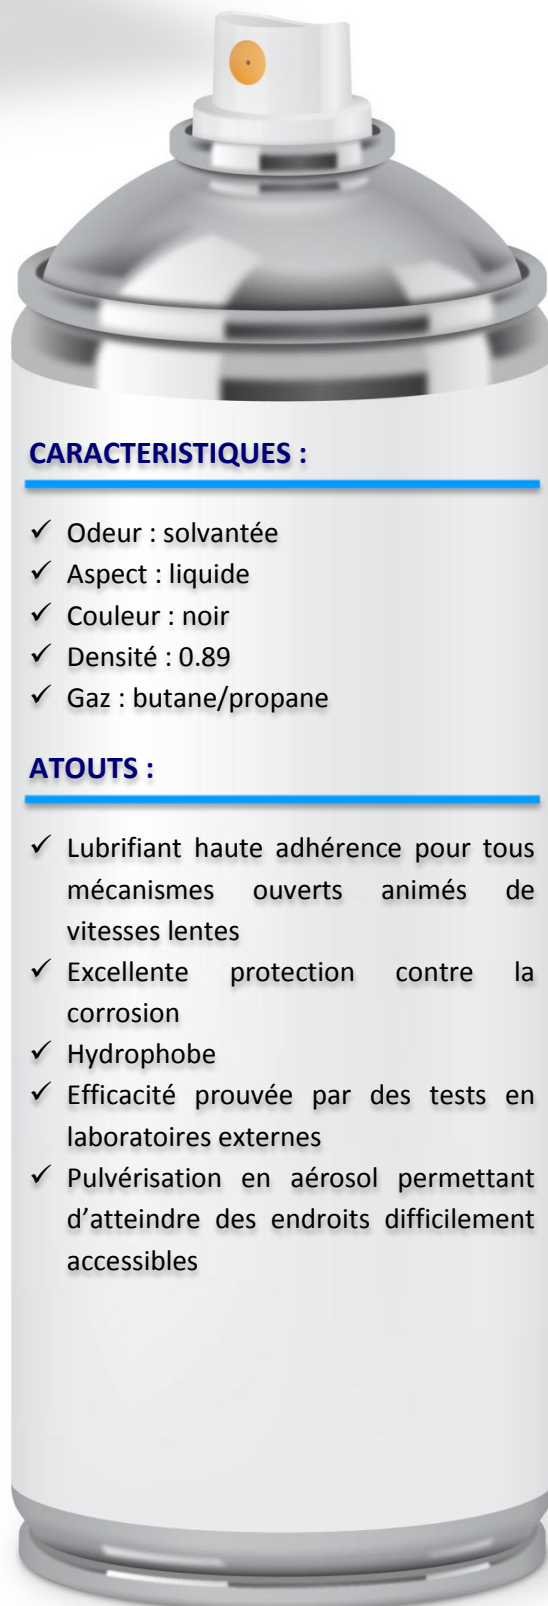 CARACTERISTIQUES :
✓ Odeur : solvantée
✓ Aspect : liquide
✓ Couleur : noir
✓ Densité : 0.89
✓ Gaz : butane/propane
ATOUTS :
✓ Lubrifiant haute adhérence pour tous
mécanismes ouverts animés de
vitesses lentes
✓ Excellente protection contre la
corrosion
✓ Hydrophobe
✓ Efficacité prouvée par des tests en
laboratoires externes
✓ Pulvérisation en aérosol permettant
d’atteindre des endroits difficilement
accessibles